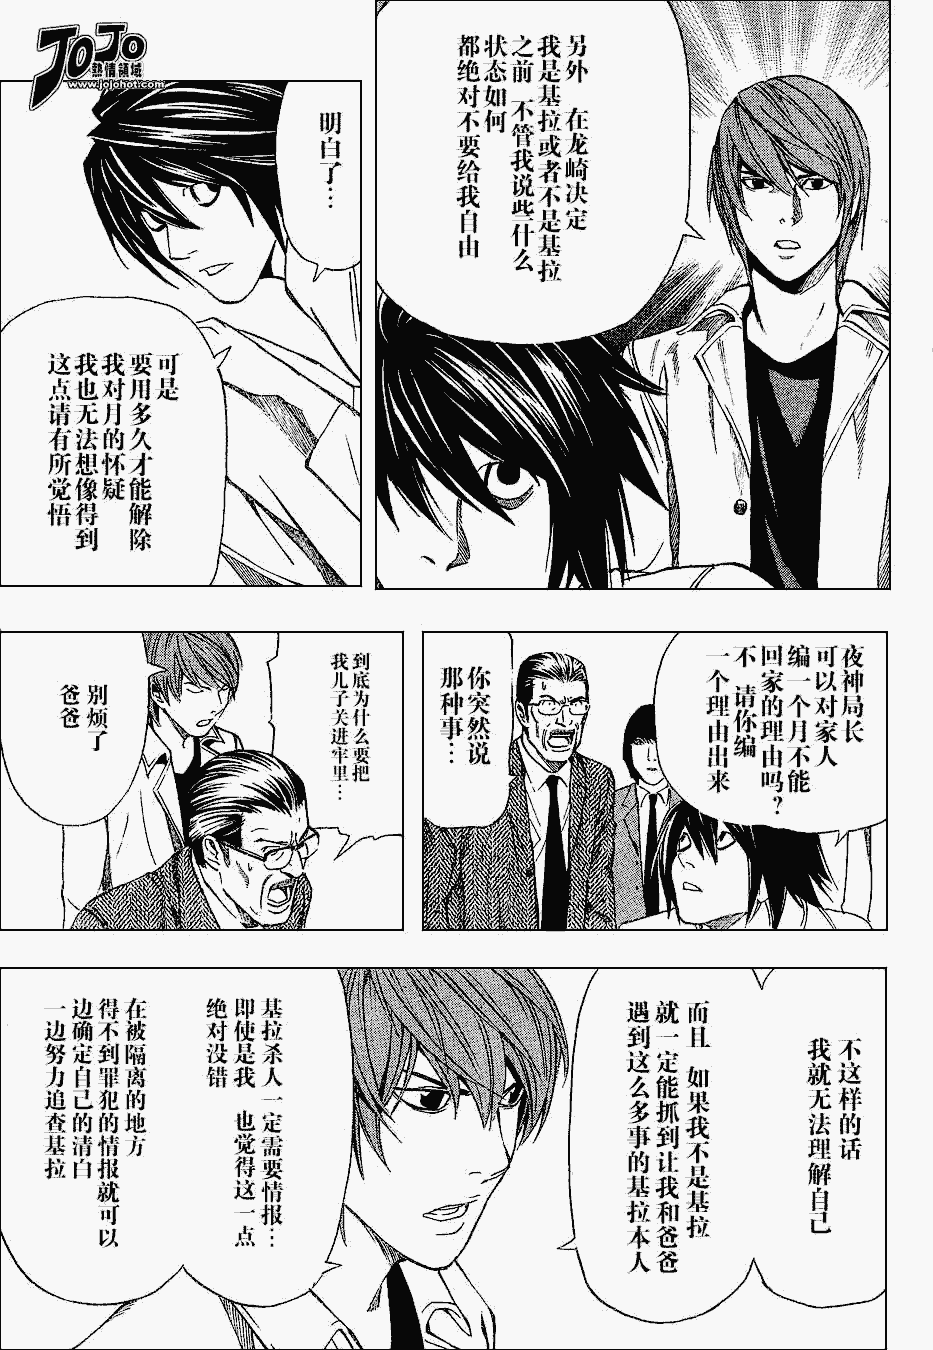 JOJO
熱情領域
www.jojohot.com
另外 在龙崎决定
我是基拉或者不是基拉
之前 不管我说些什么
状态如何
都绝对不要给我自由
明白了…
可是
要用多久才能解除
我对月的怀疑
我也无法想像得到
这点请有所觉悟
夜神局长
可以对家人
编一个月不能
回家的理由吗?
不 请你编
一个理由出来
你突然说
那种事…
到底为什么要把
我儿子关进牢里…
别烦了
爸爸
不这样的话
我就无法理解自己
而且 如果我不是基拉
就一定能抓到让我和爸爸
遇到这么多事的基拉本人
基拉杀人一定需要情报…
即使是我 也觉得这一点
绝对没错
在被隔离的地方
得不到罪犯的情报就可以
边确定自己的清白
一边努力追查基拉